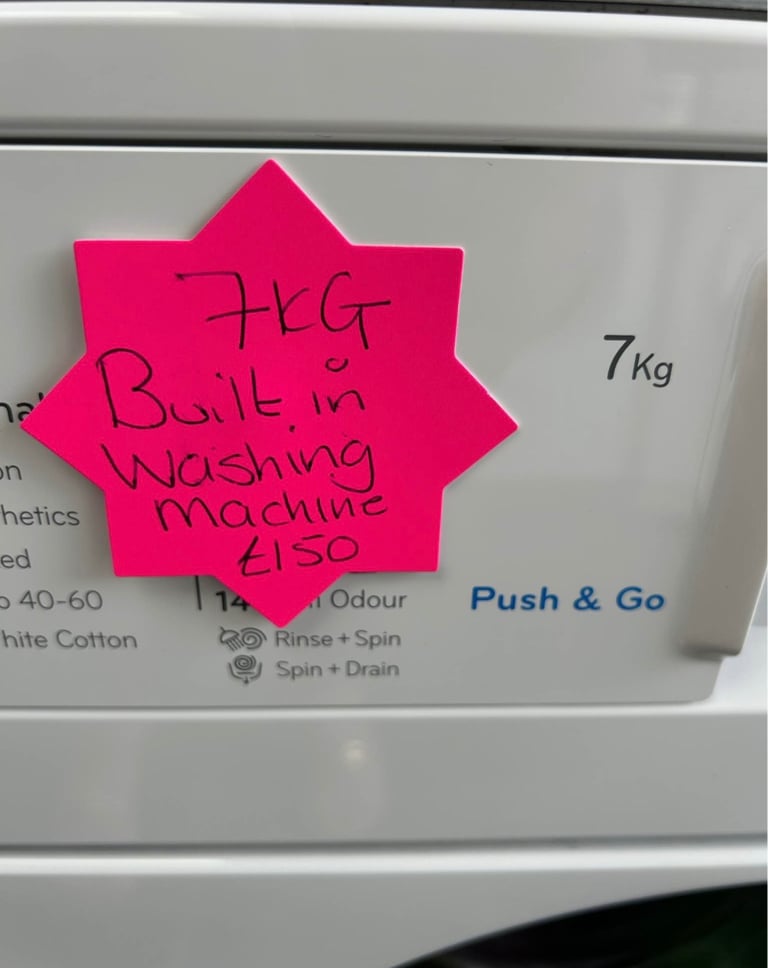 7KG
Built in
Washing
Machine
£150
7Kg
hetics
ed
40-60
hite Cotton
14
Odour
Rinse + Spin
Spin + Drain
Push & Go